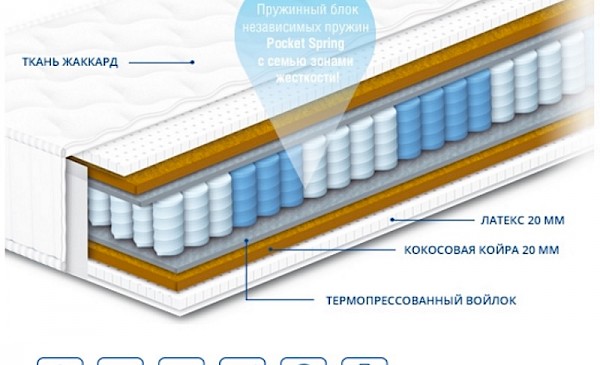 Пружинный блок
независимых пружин
Pocket Spring
с семью зонами
жесткости!
ТКАНЬ ЖАККАРД
ЛАТЕКС 20 ММ
КОКОСОВАЯ КОЙРА 20 ММ
ТЕРМОПРЕССОВАННЫЙ ВОЙЛОК